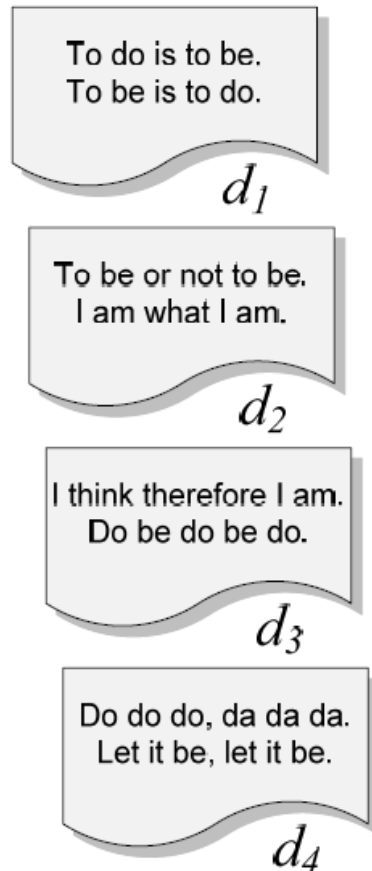 To do is to be.
To be is to do.
d1
To be or not to be.
I am what I am.
d2
I think therefore I am.
Do be do be do.
d3
Do do do, da da da.
Let it be, let it be.
d4